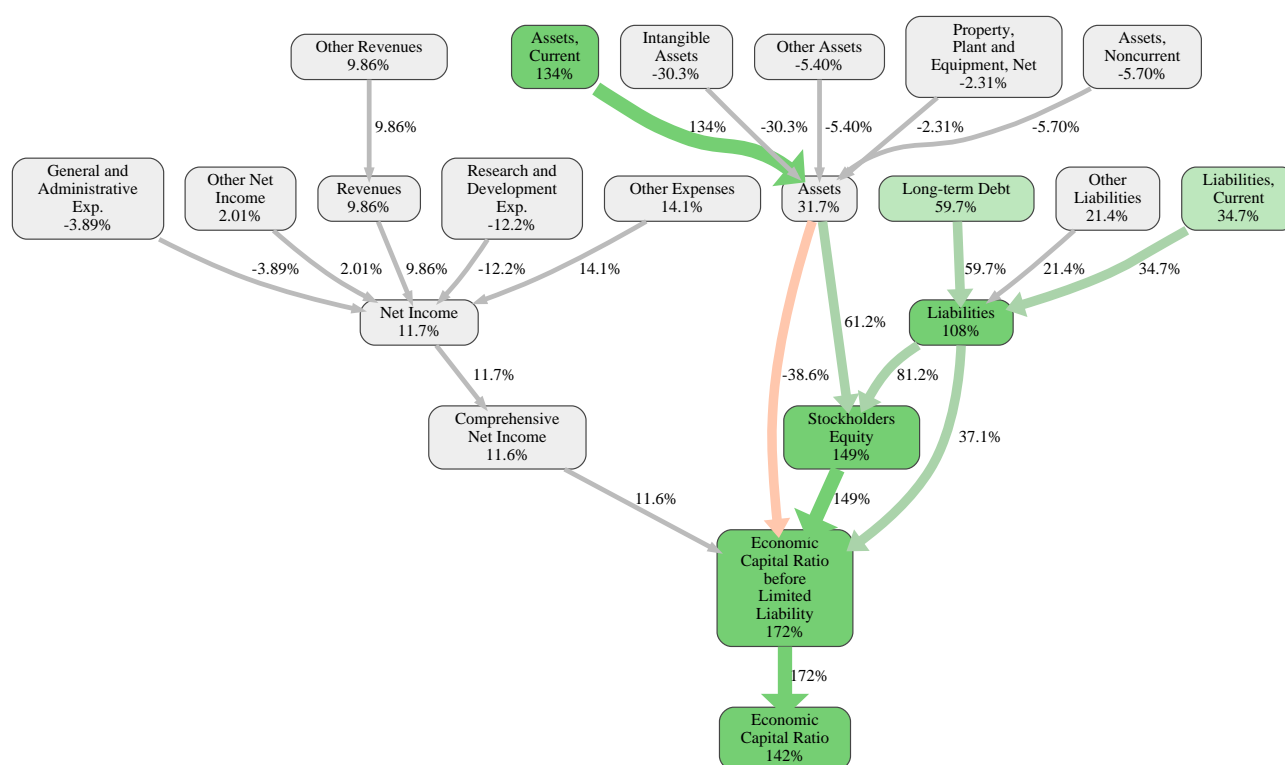 Other Revenues
9.86%
Assets,
Current
134%
Intangible
Assets
-30.3%
Other Assets
-5.40%
Property,
Plant and
Equipment, Net
-2.31%
Assets,
Noncurrent
-5.70%
9.86%
134%
-30.3%
-5.40%
-2.31%
-5.70%
General and
Administrative
Exp.
-3.89%
Other Net
Income
2.01%
Revenues
9.86%
Research and
Development
Exp.
-12.2%
Other Expenses
14.1%
Assets
31.7%
Long-term Debt
59.7%
Other
Liabilities
21.4%
Liabilities,
Current
34.7%
-3.89%
2.01%
9.86%
-12.2%
14.1%
59.7%
21.4%
34.7%
Net Income
11.7%
61.2%
Liabilities
108%
11.7%
-38.6%
81.2%
Comprehensive
Net Income
11.6%
Stockholders
Equity
149%
37.1%
11.6%
149%
Economic
Capital Ratio
before
Limited
Liability
172%
172%
Economic
Capital Ratio
142%